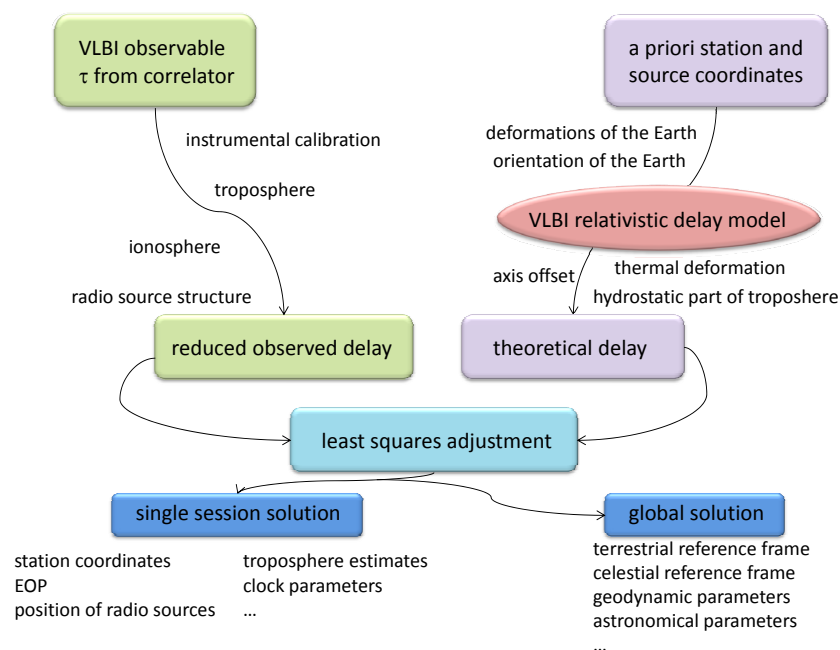 VLBI observable
τ from correlator
a priori station and
source coordinates
instrumental calibration
troposphere
ionosphere
radio source structure
deformations of the Earth
orientation of the Earth
VLBI relativistic delay model
axis offset
thermal deformation
hydrostatic part of troposhere
reduced observed delay
theoretical delay
least squares adjustment
single session solution
global solution
station coordinates
EOP
position of radio sources
troposphere estimates
clock parameters
...
terrestrial reference frame
celestial reference frame
geodynamic parameters
astronomical parameters
...